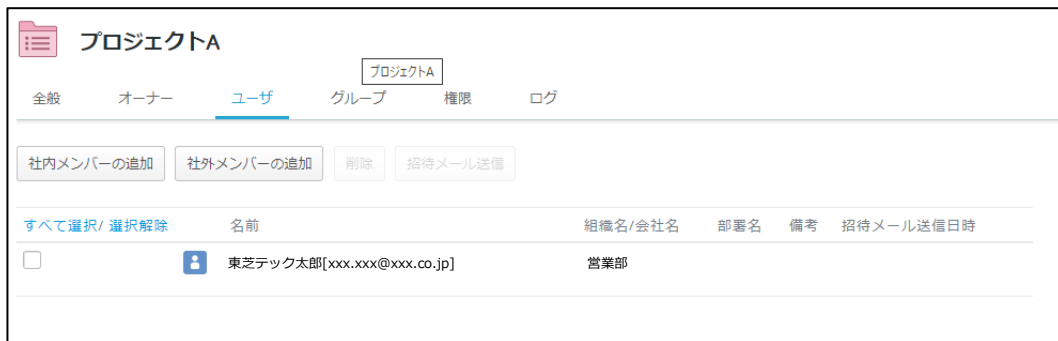 プロジェクトA
プロジェクトA
全般 オーナー ユーザ グループ 権限 ログ
社内メンバーの追加 社外メンバーの追加 削除 招待メール送信
すべて選択/ 選択解除 名前 組織名/会社名 部署名 備考 招待メール送信日時
東芝テック太郎[xxx.xxx@xxx.co.jp] 営業部